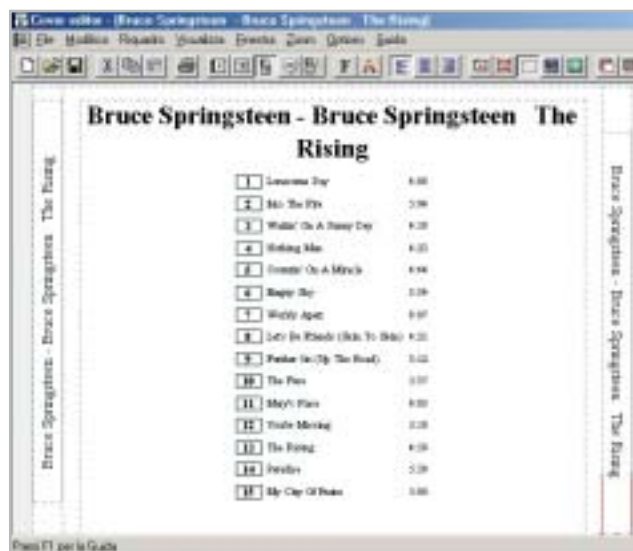 Cover editor - [Bruce Springsteen - Bruce Springsteen The Rising]
File Modifica Riquadro Visualizza Finestra Zoom Opzioni Guida
Bruce Springsteen - Bruce Springsteen The
Rising
1 Lonesome Day
2 Into The Fire
3 Waitin' On A Sunny Day
4 Nothing Man
5 Countin' On A Miracle
6 Empty Sky
7 Worlds Apart
8 Let's Be Friends (Skin To Skin)
9 Further On (Up The Road)
10 The Fuse
11 Mary's Place
12 You're Missing
13 The Rising
14 Paradise
15 My City Of Ruins
Bruce Springsteen - Bruce Springsteen The Rising
Bruce Springsteen - Bruce Springsteen The Rising
Premi F1 per la Guida